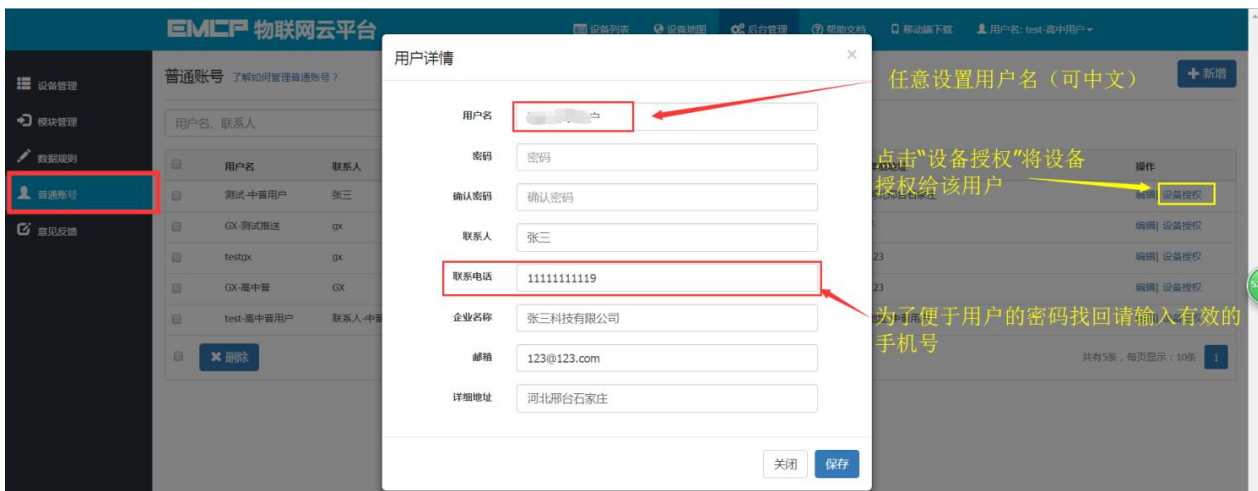 EMCP 物联网云平台
设备列表 设备地图 后台管理 帮助文档 移动端下载 用户名: test-高中用户
设备管理
模块管理
数据规则
普通账号
意见反馈
普通账号 了解如何管理普通账号？
新增
用户名、联系人
用户名 联系人 操作
测试-中普用户 张三 编辑| 设备授权
GX-测试推送 gx 编辑| 设备授权
testgx gx 23 编辑| 设备授权
GX-高中普 GX 23 编辑| 设备授权
test-高中普用户 联系人-中普
删除
共有5条，每页显示：10条 1
用户详情 ×
用户名 户
密码 密码
确认密码 确认密码
联系人 张三
联系电话 11111111119
企业名称 张三科技有限公司
邮箱 123@123.com
详细地址 河北邢台石家庄
关闭 保存
任意设置用户名（可中文）
点击“设备授权”将设备
授权给该用户
为了便于用户的密码找回请输入有效的
手机号